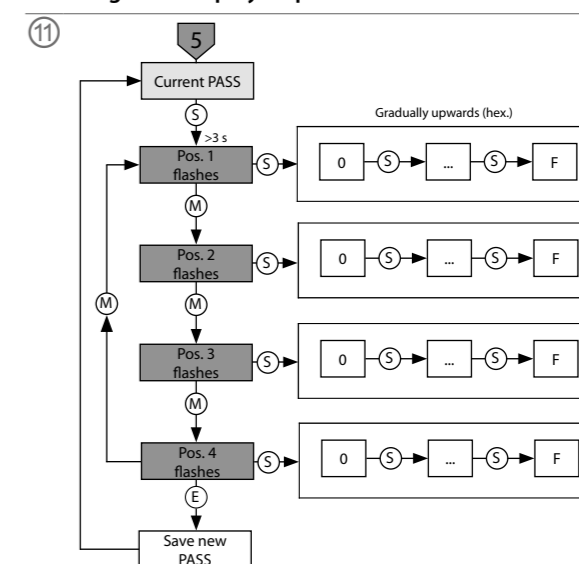 11
5
Current PASS
S
>3 s
Gradually upwards (hex.)
Pos. 1
flashes
S
0
S
...
S
F
M
Pos. 2
flashes
S
0
S
...
S
F
M
M
Pos. 3
flashes
S
0
S
...
S
F
M
Pos. 4
flashes
S
0
S
...
S
F
E
Save new
PASS